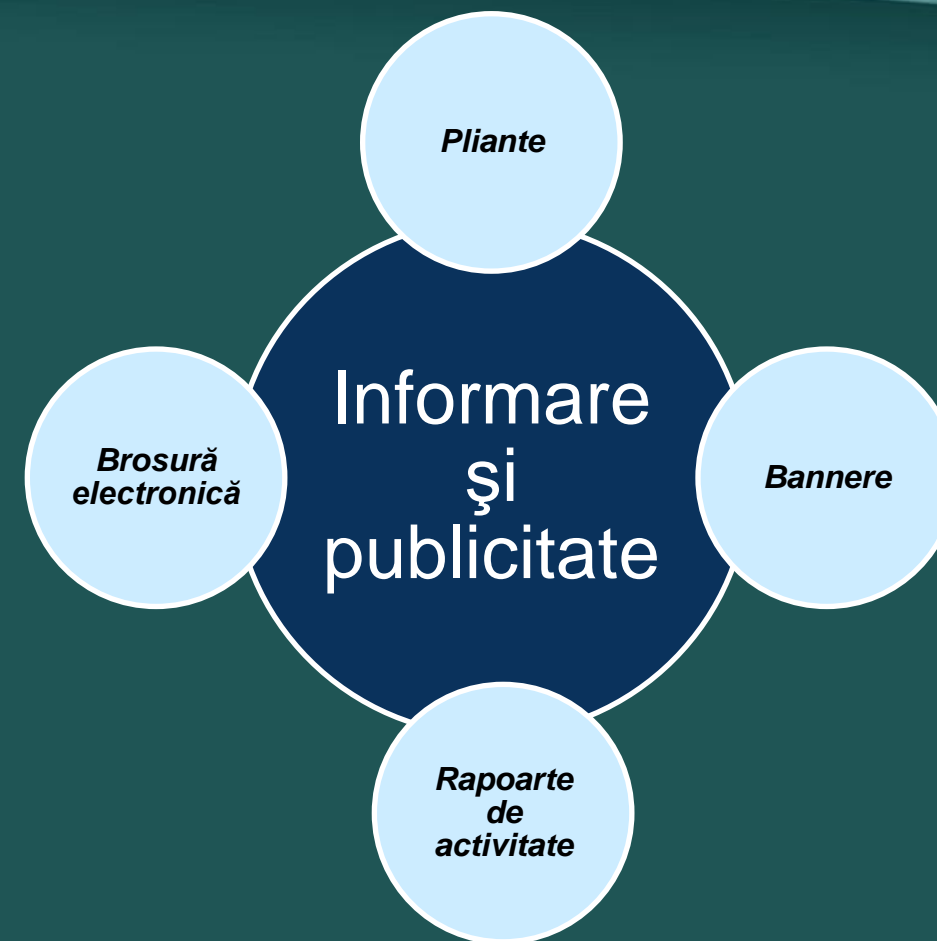 Pliante
Informare
şi
publicitate
Brosură
electronică
Bannere
Rapoarte
de
activitate